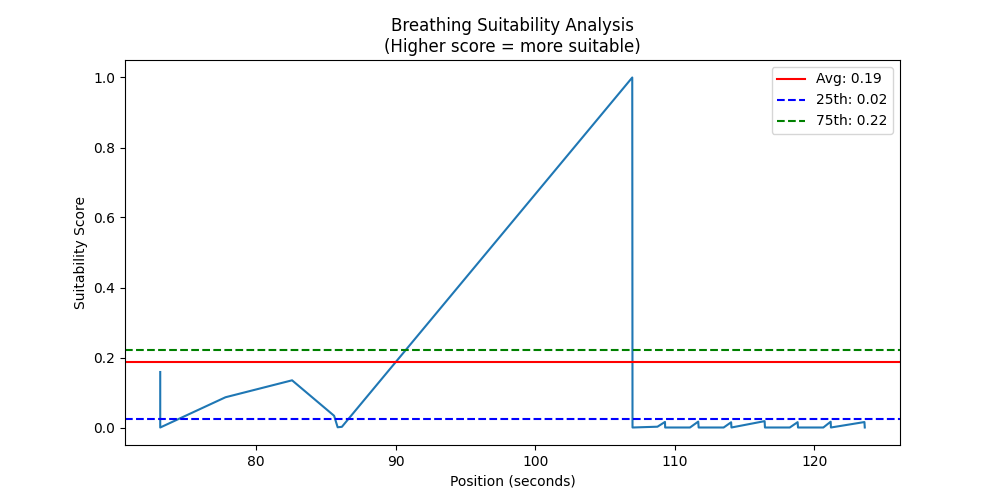 Breathing Suitability Analysis
(Higher score = more suitable)
Avg: 0.19
25th: 0.02
75th: 0.22
Suitability Score
1.0
0.8
0.6
0.4
0.2
0.0
80
90
100
110
120
Position (seconds)